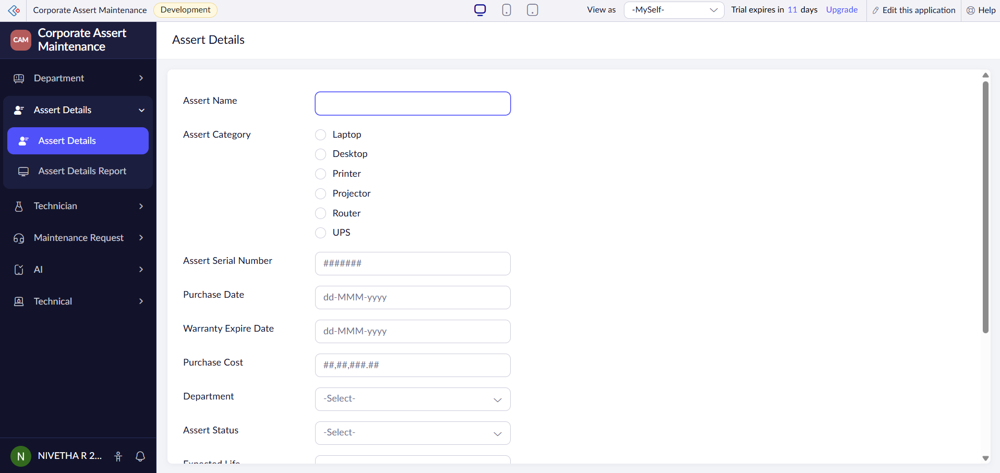 Corporate Assert Maintenance Development View as -MySelf- Trial expires in 11 days Upgrade Edit this application Help
CAM Corporate Assert
Maintenance
Department
Assert Details
Assert Details
Assert Details Report
Technician
Maintenance Request
AI
Technical
N NIVETHA R 2...
Assert Details
Assert Name
Assert Category
Laptop
Desktop
Printer
Projector
Router
UPS
Assert Serial Number #######
Purchase Date dd-MMM-yyyy
Warranty Expire Date dd-MMM-yyyy
Purchase Cost ##,##,###.##
Department -Select-
Assert Status -Select-
Expected Life